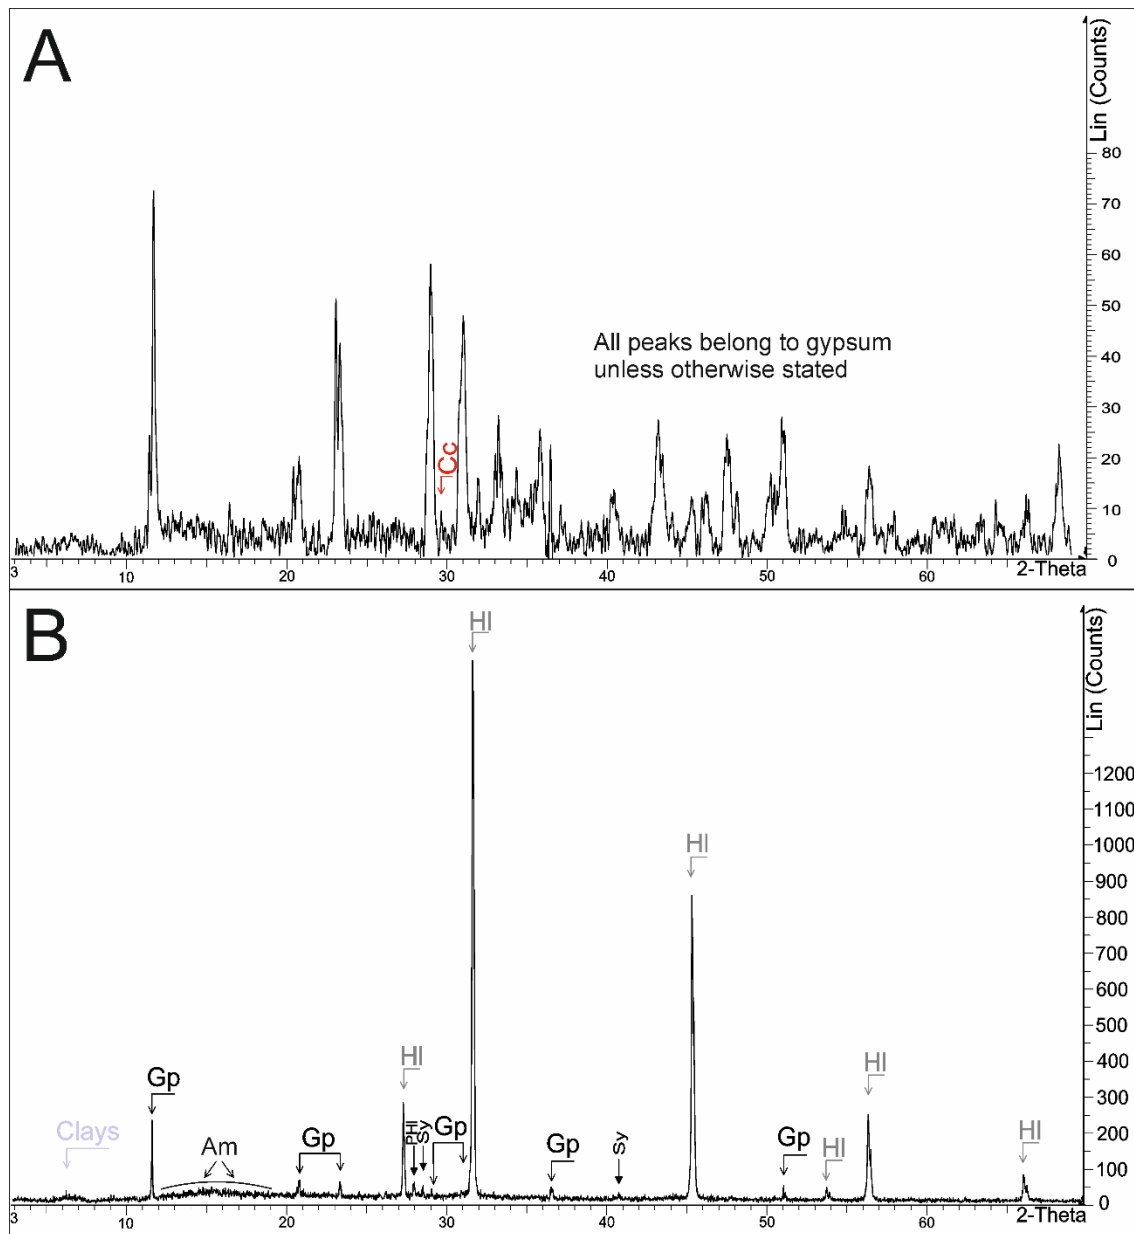 A
Lin (Counts)
80
70
60
50
40
30
20
10
0
All peaks belong to gypsum
unless otherwise stated
Cc
3 10 20 30 40 50 60
2-Theta
B
Lin (Counts)
1200
1100
1000
900
800
700
600
500
400
300
200
100
0
Hl
Hl
Hl
Hl
Gp
Clays
Am
Gp
PHl
Sy
Gp
Gp
Sy
Gp
Hl
Hl
3 10 20 30 40 50 60
2-Theta